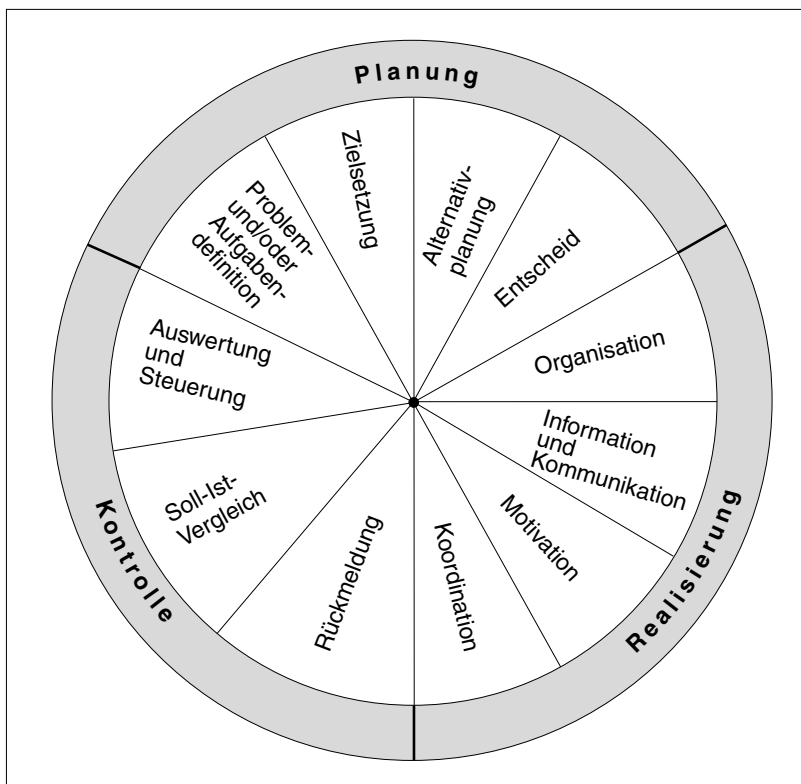 Planung
Problem-
und/oder
Aufgaben-
definition
Zielsetzung
Alternativ-
planung
Entscheid
Realisierung
Organisation
Information
und
Kommunikation
Motivation
Koordination
Kontrolle
Rückmeldung
Soll-Ist-
Vergleich
Auswertung
und
Steuerung